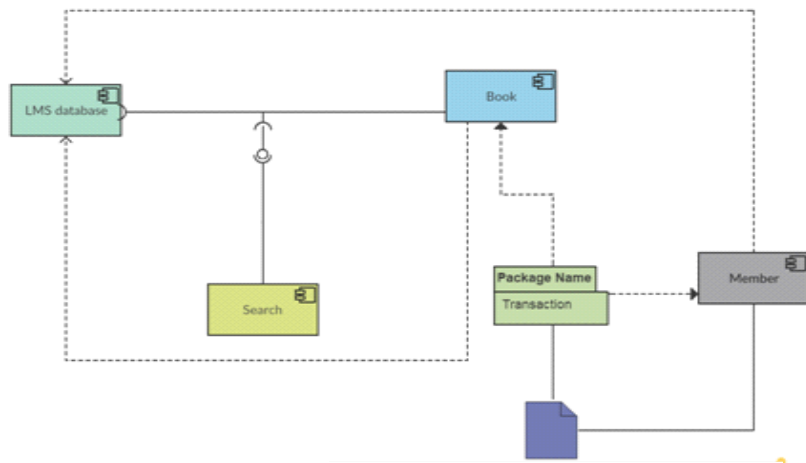 Book
LMS database
Package Name
Transaction
Member
Search